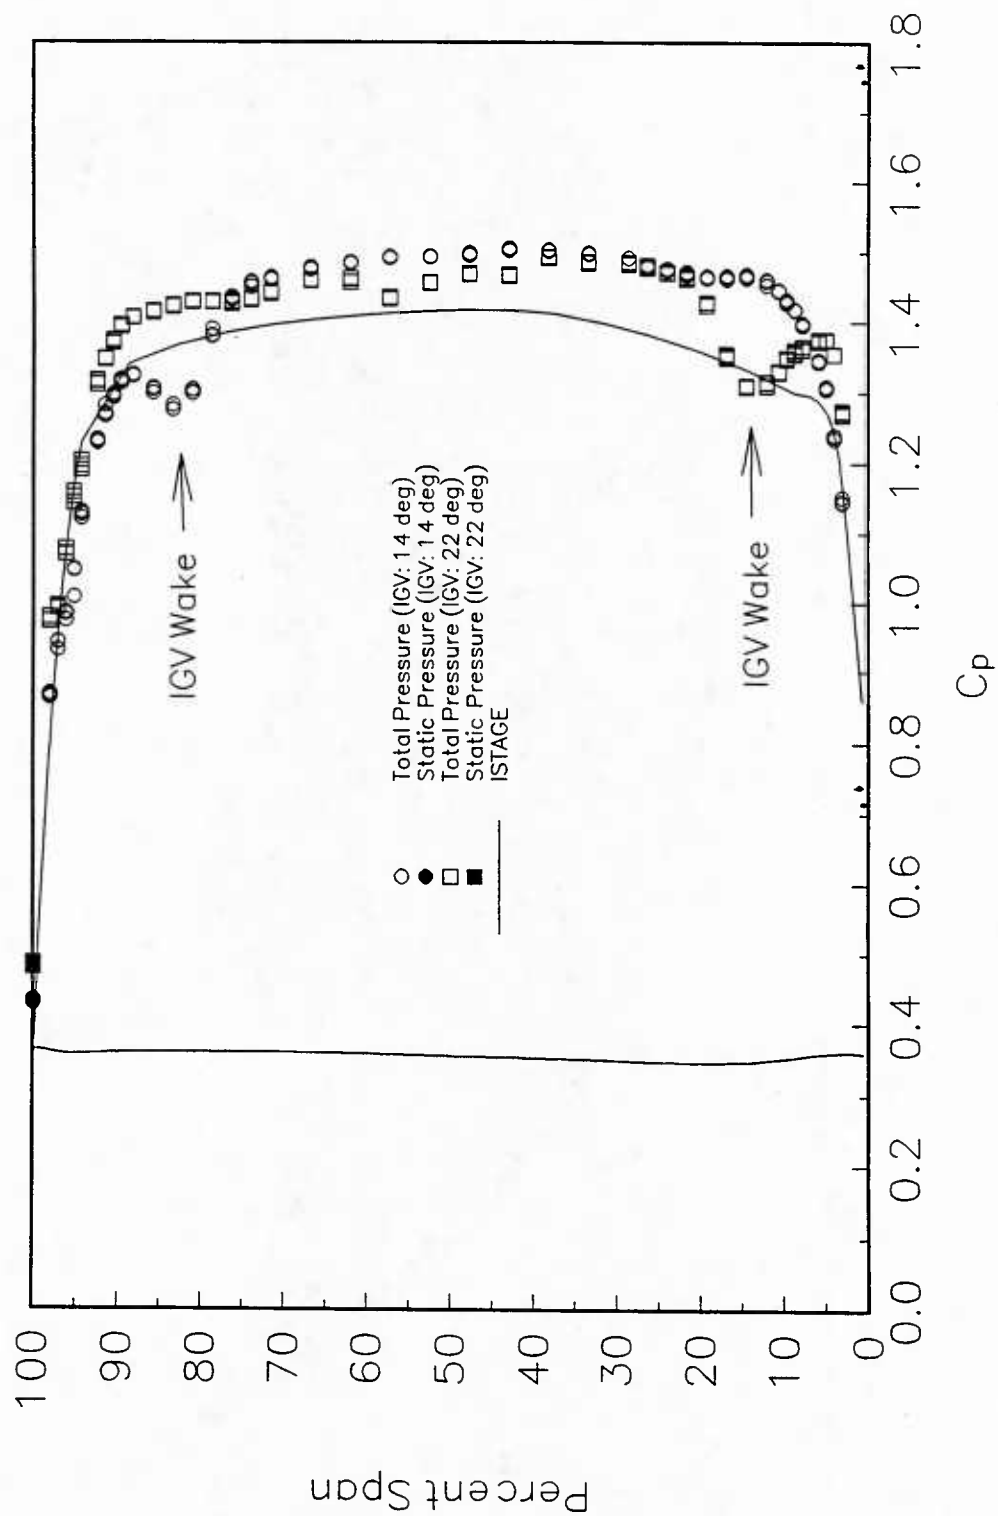 Percent Span
100
90
80
70
60
50
40
30
20
10
0
IGV Wake
Total Pressure (IGV: 14 deg)
Static Pressure (IGV: 14 deg)
Total Pressure (IGV: 22 deg)
Static Pressure (IGV: 22 deg)
ISTAGE
IGV Wake
0.0 0.2 0.4 0.6 0.8 1.0 1.2 1.4 1.6 1.8
Cp